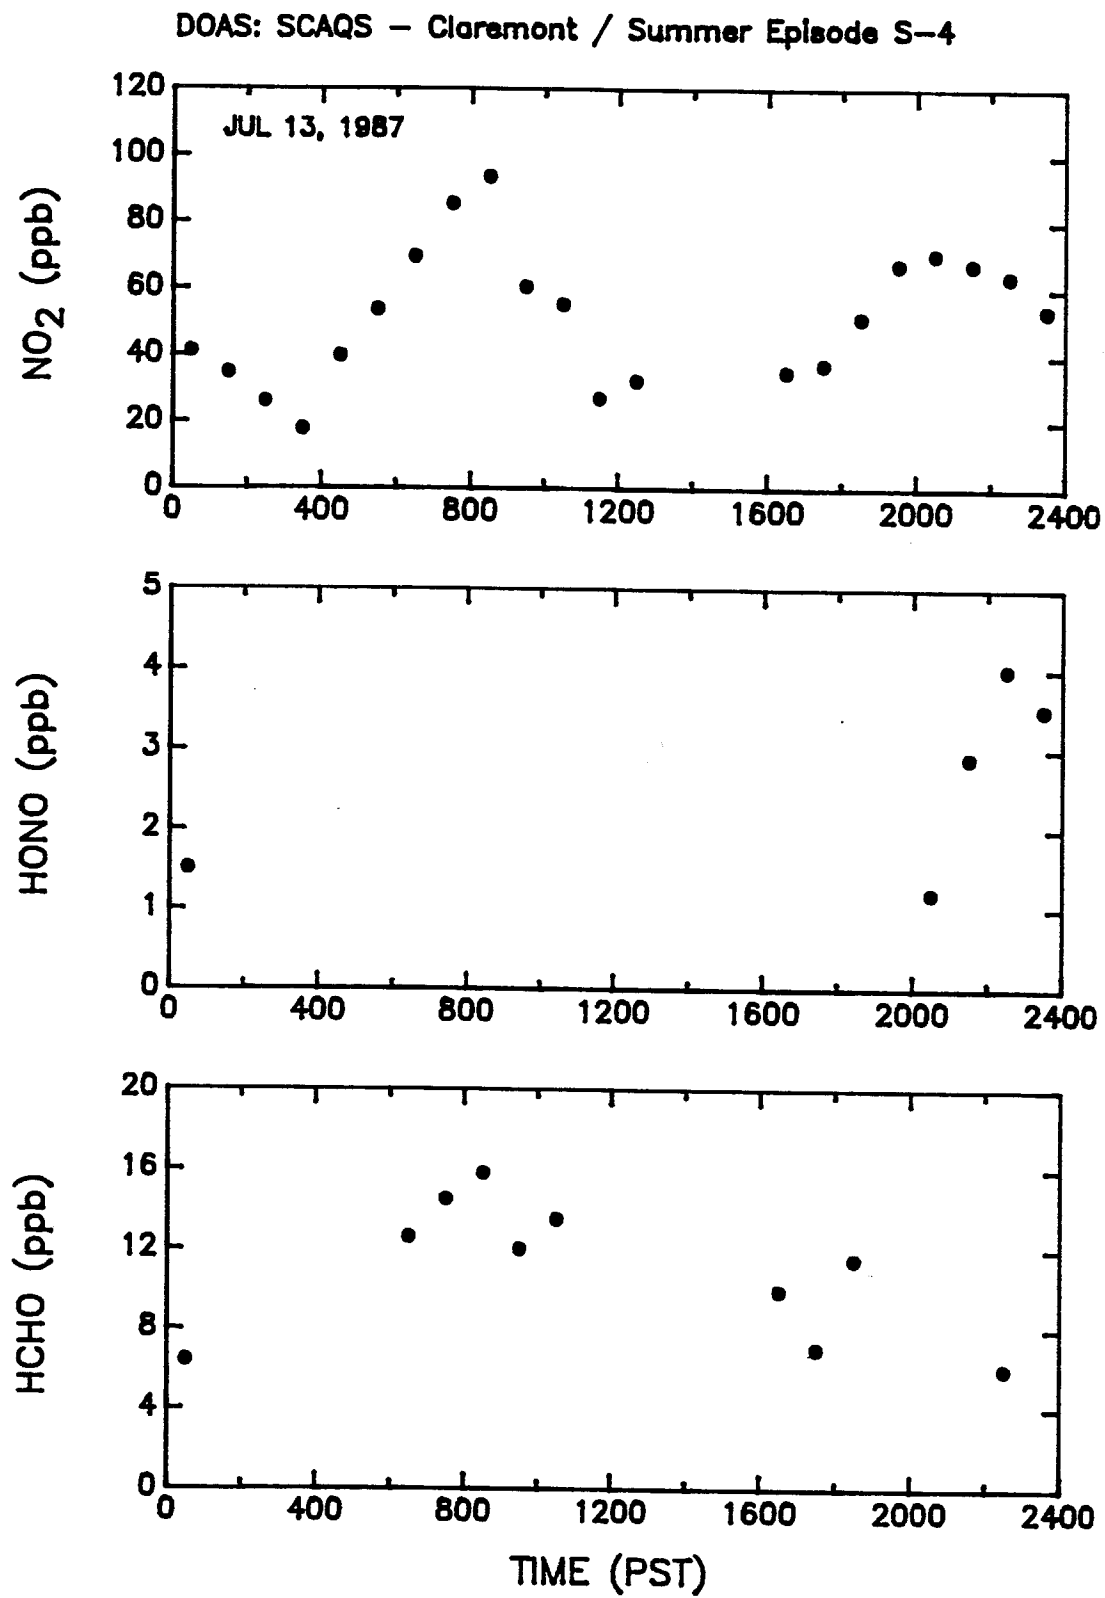 DOAS: SCAQS – Claremont / Summer Episode S–4
JUL 13, 1987
NO2 (ppb)
120
100
80
60
40
20
0
0 400 800 1200 1600 2000 2400
HONO (ppb)
5
4
3
2
1
0
0 400 800 1200 1600 2000 2400
HCHO (ppb)
20
16
12
8
4
0
0 400 800 1200 1600 2000 2400
TIME (PST)